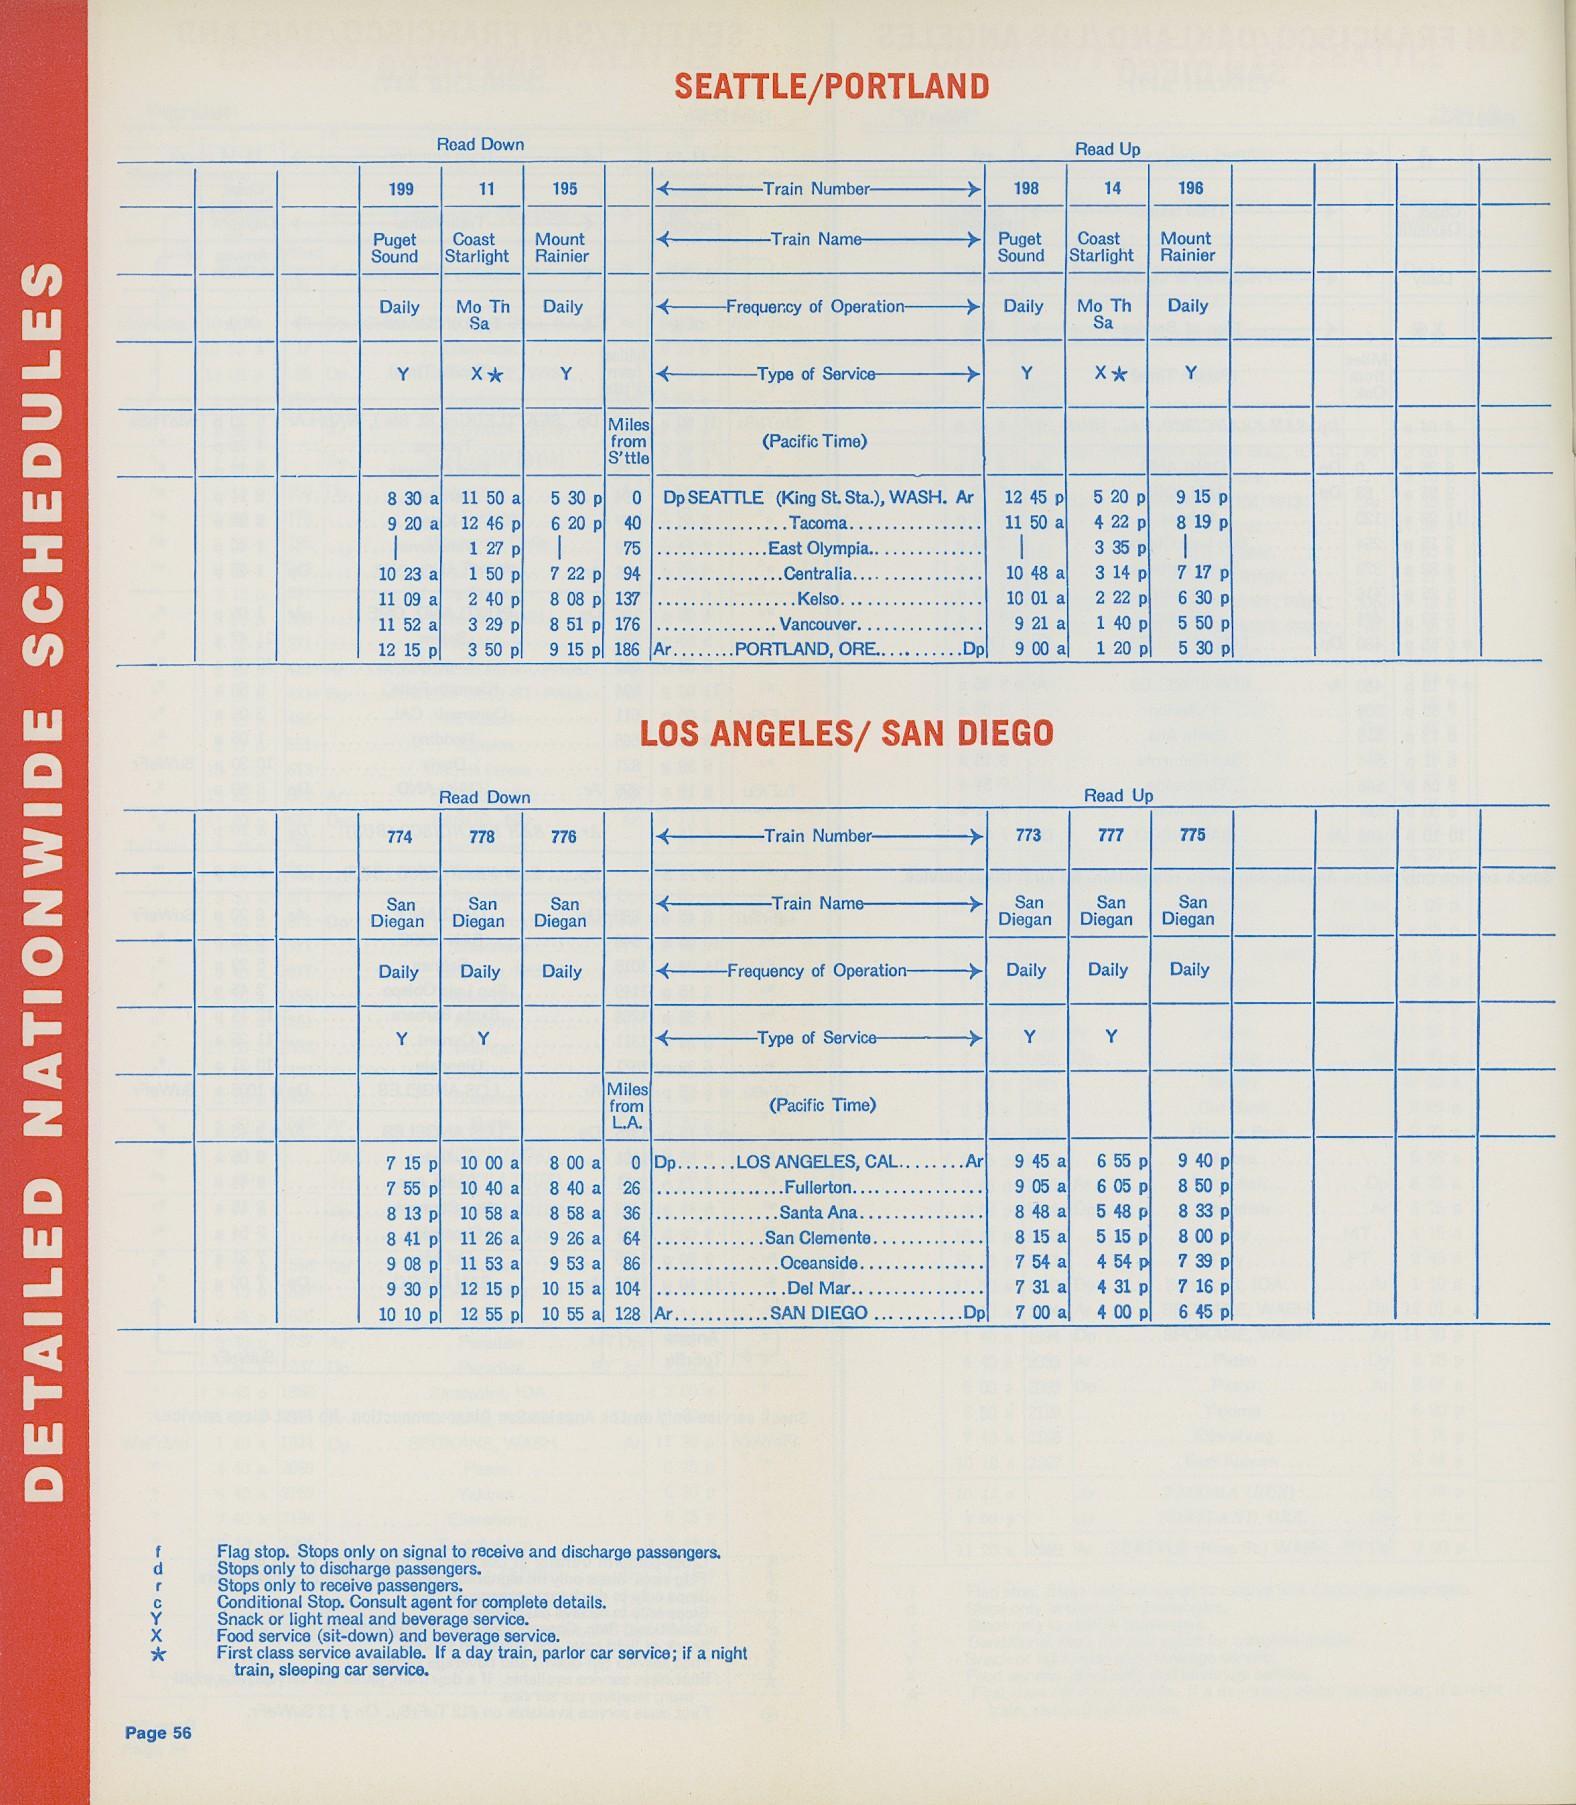 DETAILED NATIONWIDE SCHEDULES
SEATTLE/PORTLAND
Read Down Read Up
199 11 195 Train Number 198 14 196
Puget Sound Coast Starlight Mount Rainier Train Name Puget Sound Coast Starlight Mount Rainier
Daily Mo Th Sa Daily Frequency of Operation Daily Mo Th Sa Daily
Y X★ Y Type of Service Y X★ Y
Miles from S'ttle (Pacific Time)
8 30 a 11 50 a 5 30 p 0 Dp SEATTLE (King St. Sta.), WASH. Ar 12 45 p 5 20 p 9 15 p
9 20 a 12 46 p 6 20 p 40 Tacoma 11 50 a 4 22 p 8 19 p
| 1 27 p | 75 East Olympia | 3 35 p |
10 23 a 1 50 p 7 22 p 94 Centralia 10 48 a 3 14 p 7 17 p
11 09 a 2 40 p 8 08 p 137 Kelso 10 01 a 2 22 p 6 30 p
11 52 a 3 29 p 8 51 p 176 Vancouver 9 21 a 1 40 p 5 50 p
12 15 p 3 50 p 9 15 p 186 Ar PORTLAND, ORE. Dp 9 00 a 1 20 p 5 30 p
LOS ANGELES/ SAN DIEGO
Read Down Read Up
774 778 776 Train Number 773 777 775
San Diegan San Diegan San Diegan Train Name San Diegan San Diegan San Diegan
Daily Daily Daily Frequency of Operation Daily Daily Daily
Y Y Type of Service Y Y
Miles from L.A. (Pacific Time)
7 15 p 10 00 a 8 00 a 0 Dp LOS ANGELES, CAL. Ar 9 45 a 6 55 p 9 40 p
7 55 p 10 40 a 8 40 a 26 Fullerton 9 05 a 6 05 p 8 50 p
8 13 p 10 58 a 8 58 a 36 Santa Ana 8 48 a 5 48 p 8 33 p
8 41 p 11 26 a 9 26 a 64 San Clemente 8 15 a 5 15 p 8 00 p
9 08 p 11 53 a 9 53 a 86 Oceanside 7 54 a 4 54 p 7 39 p
9 30 p 12 15 p 10 15 a 104 Del Mar 7 31 a 4 31 p 7 16 p
10 10 p 12 55 p 10 55 a 128 Ar SAN DIEGO Dp 7 00 a 4 00 p 6 45 p
f Flag stop. Stops only on signal to receive and discharge passengers.
d Stops only to discharge passengers.
r Stops only to receive passengers.
c Conditional Stop. Consult agent for complete details.
Y Snack or light meal and beverage service.
X Food service (sit-down) and beverage service.
★ First class service available. If a day train, parlor car service; if a night
train, sleeping car service.
Page 56